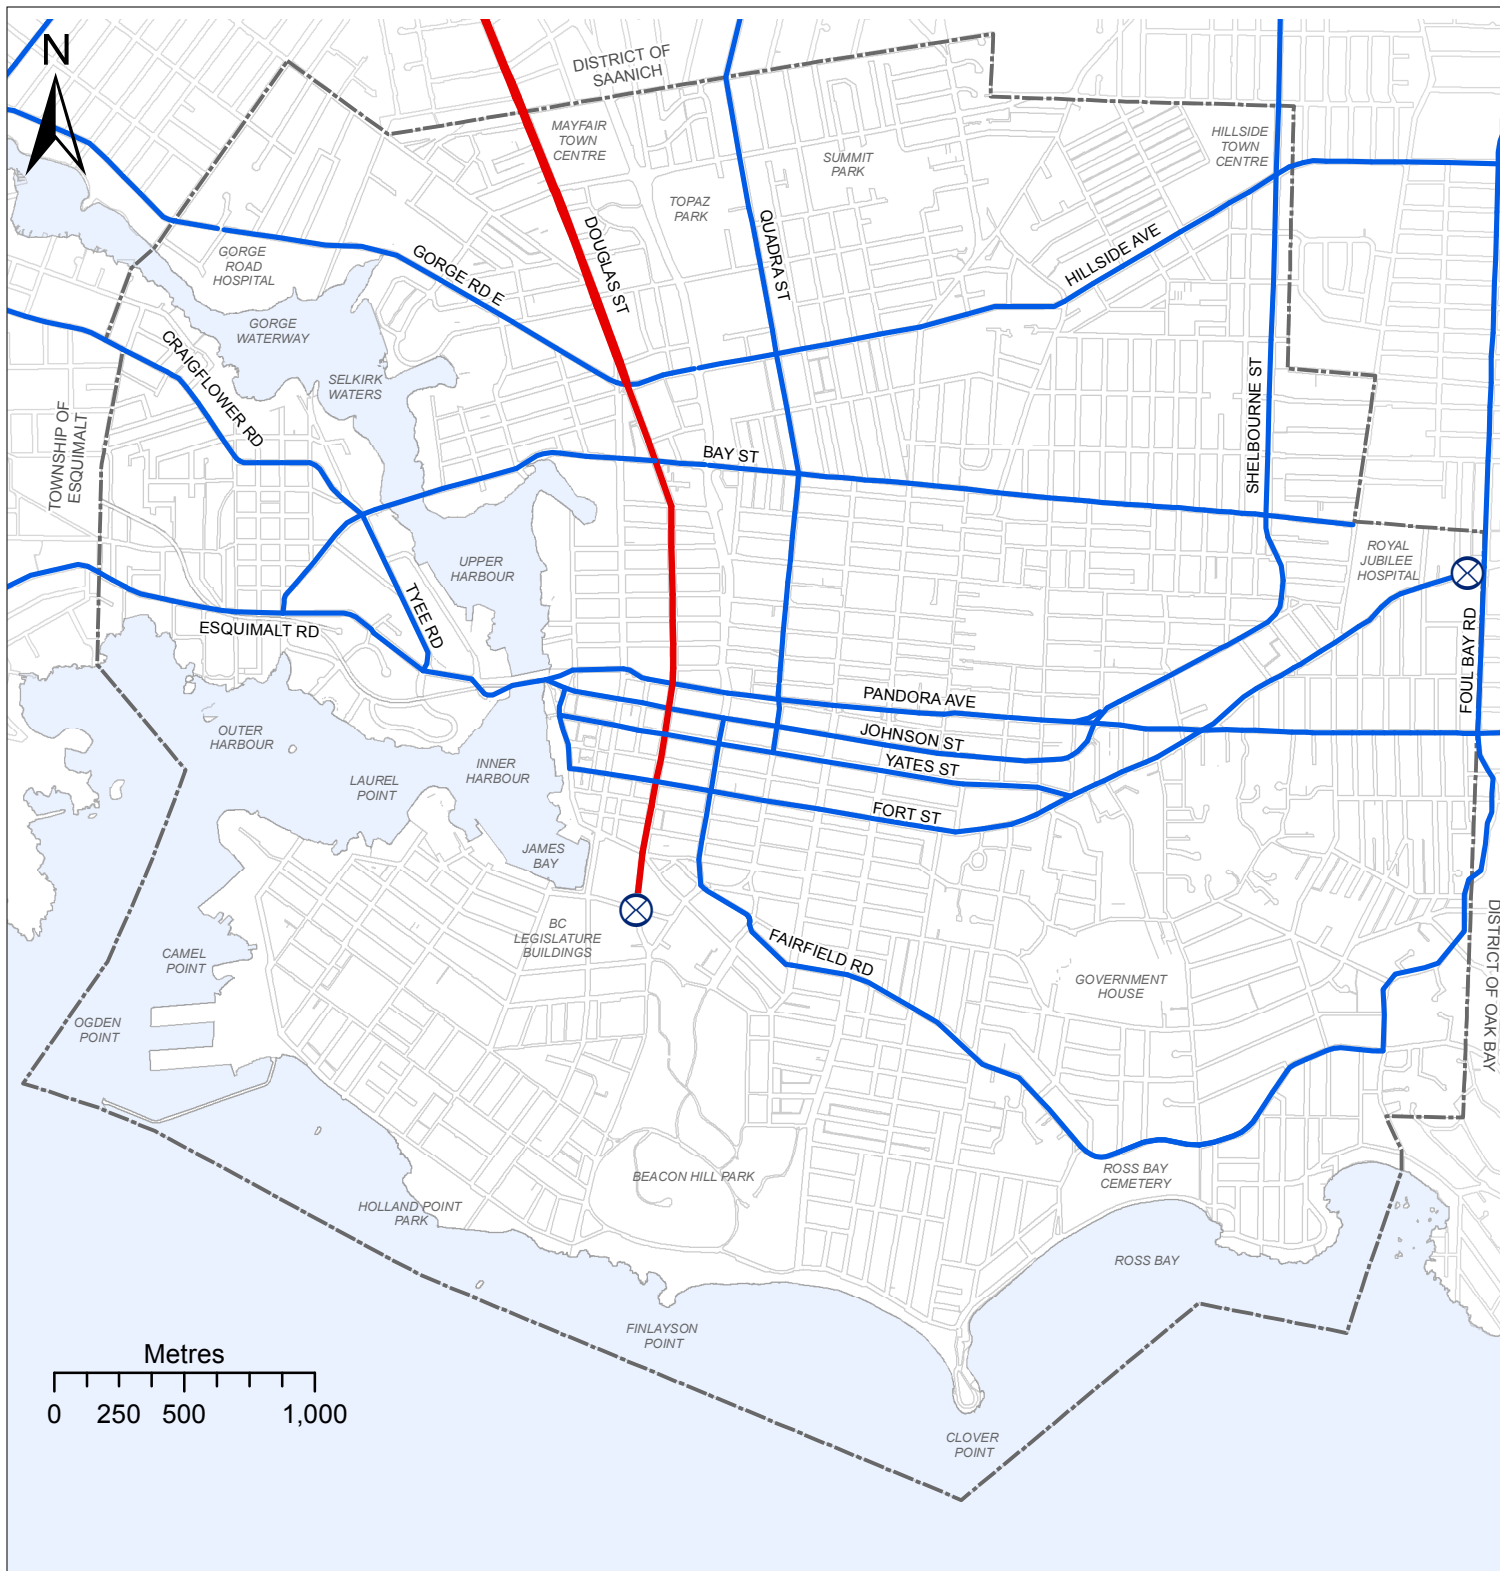 N
DISTRICT OF
SAANICH
MAYFAIR
TOWN
CENTRE
SUMMIT
PARK
HILLSIDE
TOWN
CENTRE
TOPAZ
PARK
QUADRA ST
DOUGLAS ST
GORGE
ROAD
HOSPITAL
GORGE RD E
HILLSIDE AVE
GORGE
WATERWAY
CRAIGFLOWER RD
SELKIRK
WATERS
SHELBOURNE ST
TOWNSHIP OF
ESQUIMALT
BAY ST
UPPER
HARBOUR
ROYAL
JUBILEE
HOSPITAL
TYEE RD
ESQUIMALT RD
FOUL BAY RD
PANDORA AVE
OUTER
HARBOUR
JOHNSON ST
YATES ST
INNER
HARBOUR
LAUREL
POINT
FORT ST
JAMES
BAY
BC
LEGISLATURE
BUILDINGS
FAIRFIELD RD
CAMEL
POINT
GOVERNMENT
HOUSE
DISTRICT OF OAK BAY
OGDEN
POINT
BEACON HILL PARK
ROSS BAY
CEMETERY
HOLLAND POINT
PARK
ROSS BAY
FINLAYSON
POINT
Metres
0 250 500 1,000
CLOVER
POINT